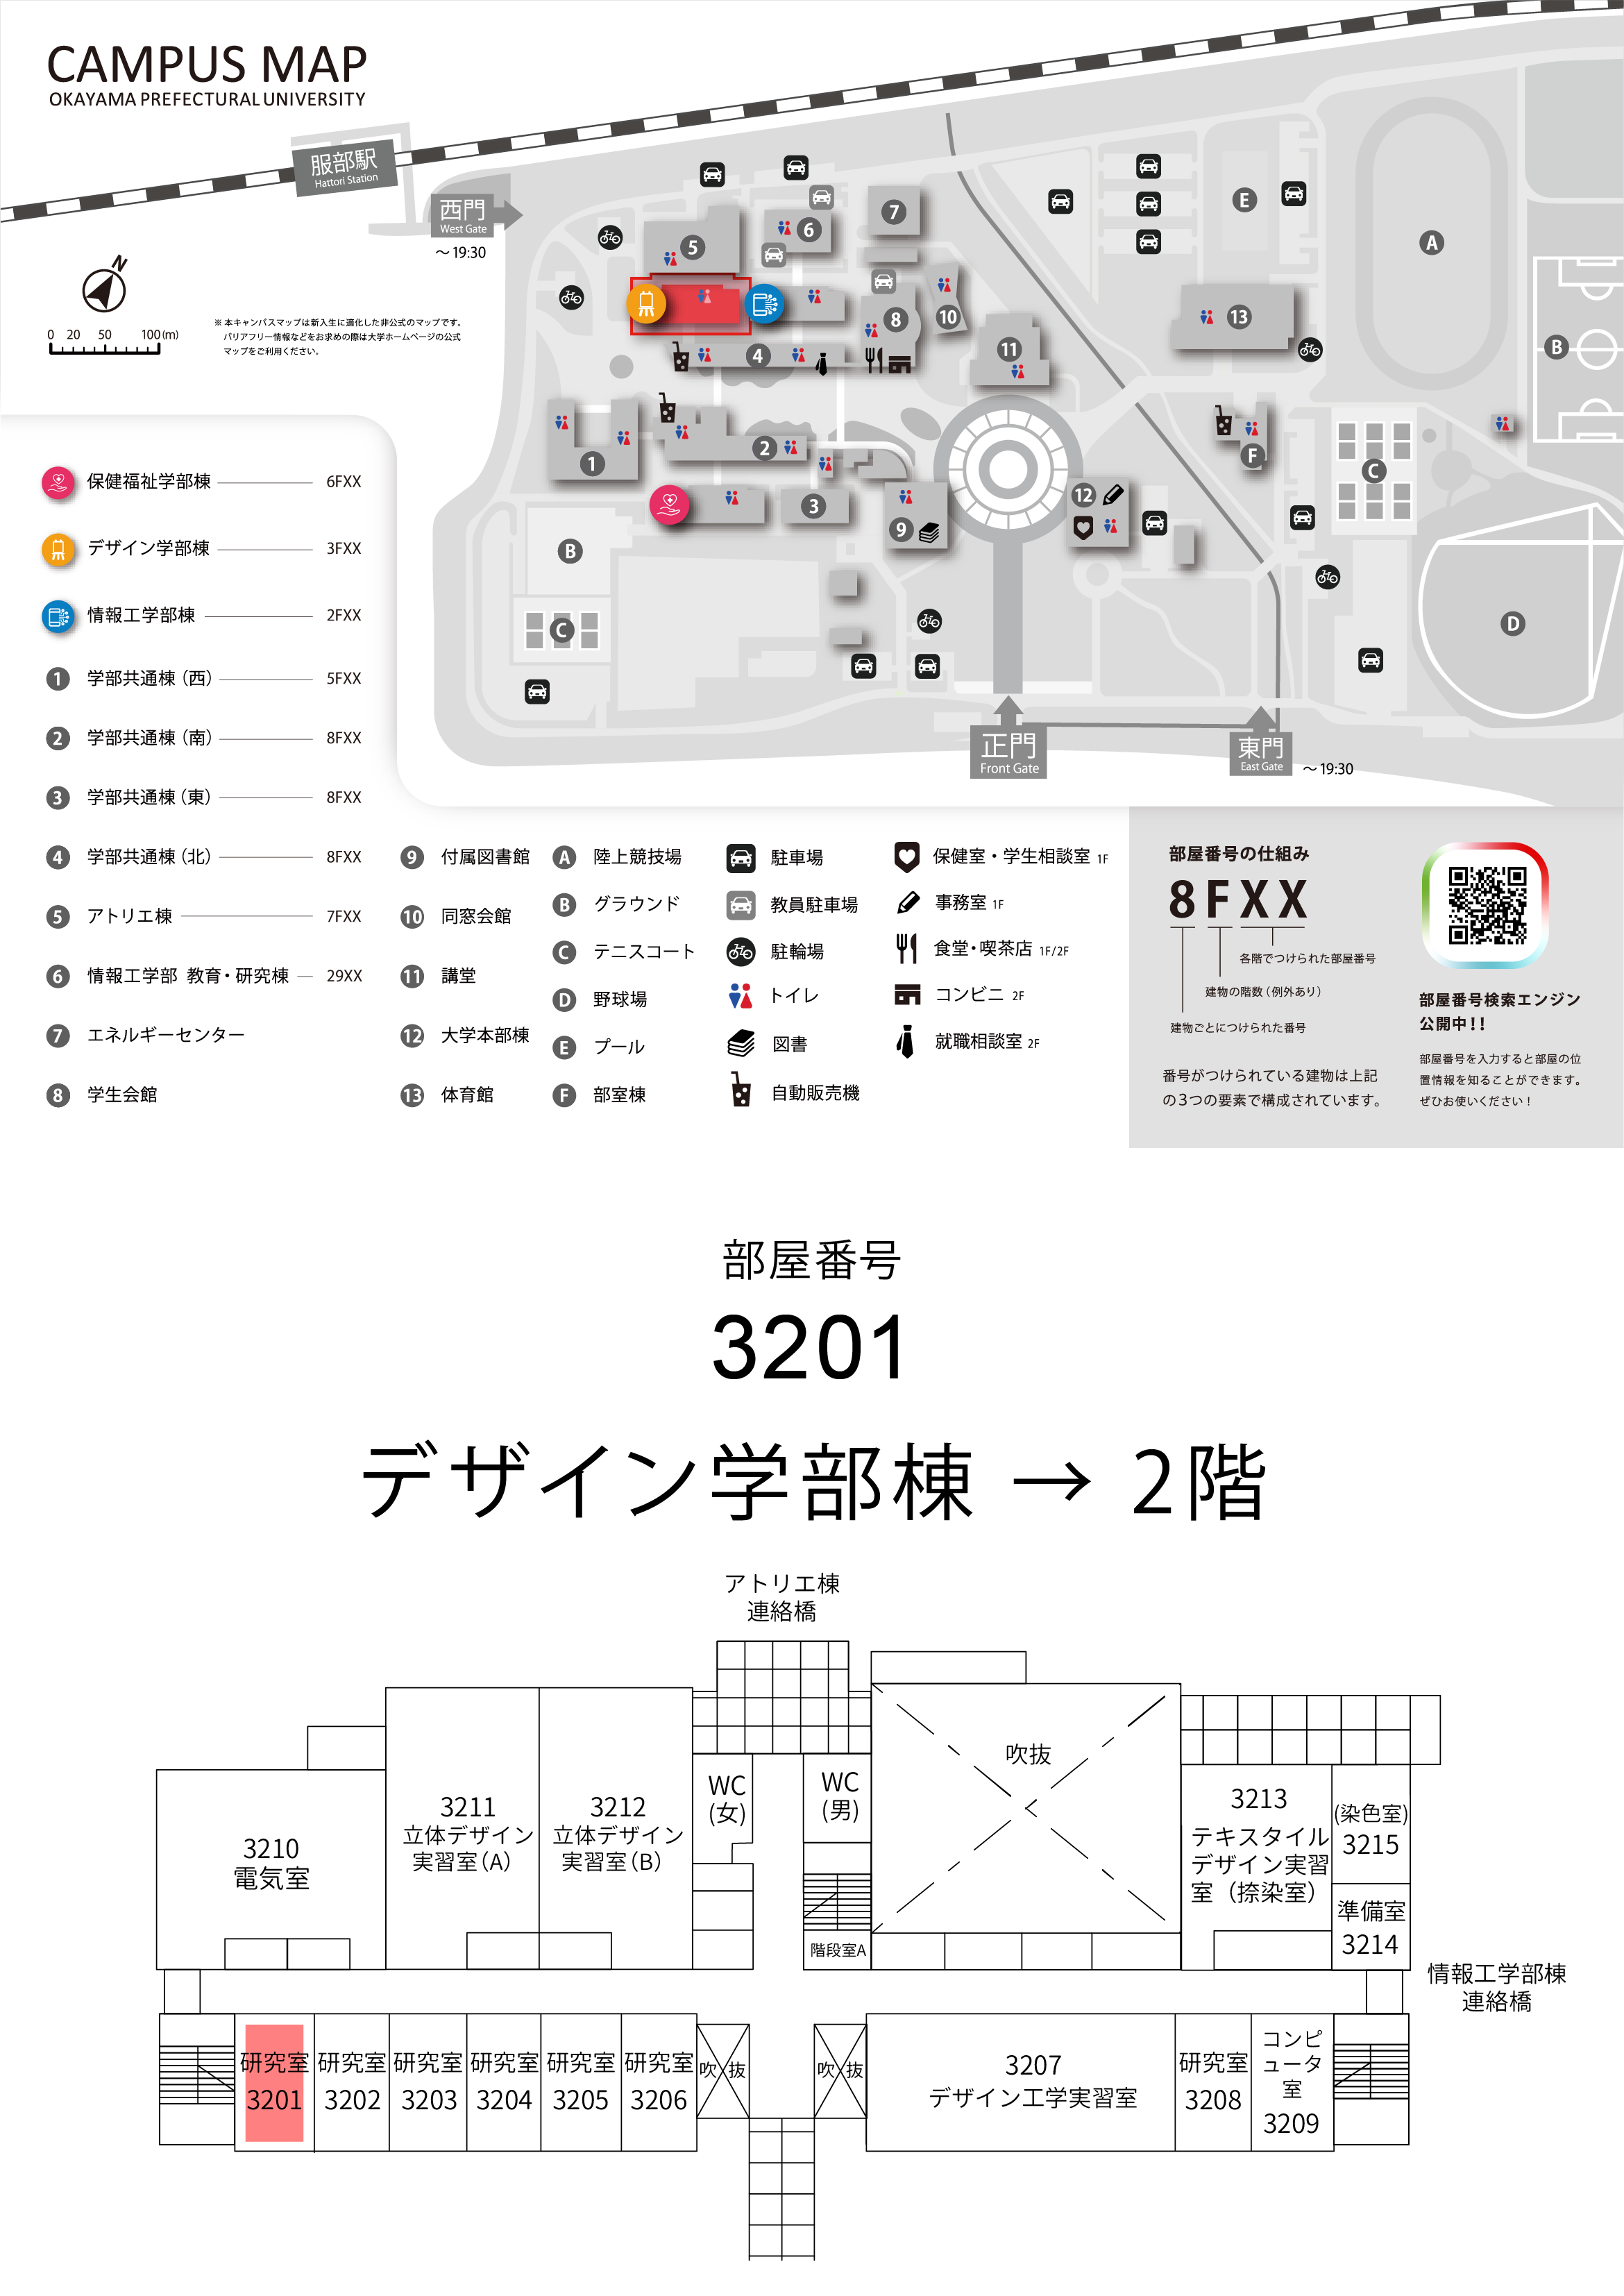 CAMPUS MAP
OKAYAMA PREFECTURAL UNIVERSITY
服部駅
Hattori Station
西門
West Gate
～19:30
N
0 20 50 100(m)
※ 本キャンパスマップは新入生に適化した非公式のマップです。
バリアフリー情報などをお求めの際は大学ホームページの公式
マップをご利用ください。
5
6
7
E
A
4
8
10
11
13
B
1
2
3
9
12
F
C
B
C
D
正門
Front Gate
東門
East Gate
～19:30
保健福祉学部棟 6FXX
デザイン学部棟 3FXX
情報工学部棟 2FXX
1 学部共通棟（西） 5FXX
2 学部共通棟（南） 8FXX
3 学部共通棟（東） 8FXX
4 学部共通棟（北） 8FXX
5 アトリエ棟 7FXX
6 情報工学部 教育・研究棟 29XX
7 エネルギーセンター
8 学生会館
9 付属図書館
10 同窓会館
11 講堂
12 大学本部棟
13 体育館
A 陸上競技場
B グラウンド
C テニスコート
D 野球場
E プール
F 部室棟
駐車場
教員駐車場
駐輪場
トイレ
図書
自動販売機
保健室・学生相談室 1F
事務室 1F
食堂・喫茶店 1F/2F
コンビニ 2F
就職相談室 2F
部屋番号の仕組み
8FXX
各階でつけられた部屋番号
建物の階数（例外あり）
建物ごとにつけられた番号
番号がつけられている建物は上記
の3つの要素で構成されています。
部屋番号検索エンジン
公開中！！
部屋番号を入力すると部屋の位
置情報を知ることができます。
ぜひお使いください！
部屋番号
3201
デザイン学部棟 → 2階
アトリエ棟
連絡橋
3210
電気室
3211
立体デザイン
実習室（A）
3212
立体デザイン
実習室（B）
WC
(女)
WC
(男)
階段室A
吹抜
3213
テキスタイル
デザイン実習
室（捺染室）
(染色室)
3215
準備室
3214
情報工学部棟
連絡橋
研究室
3201
研究室
3202
研究室
3203
研究室
3204
研究室
3205
研究室
3206
吹抜
吹抜
3207
デザイン工学実習室
研究室
3208
コンピ
ュータ
室
3209